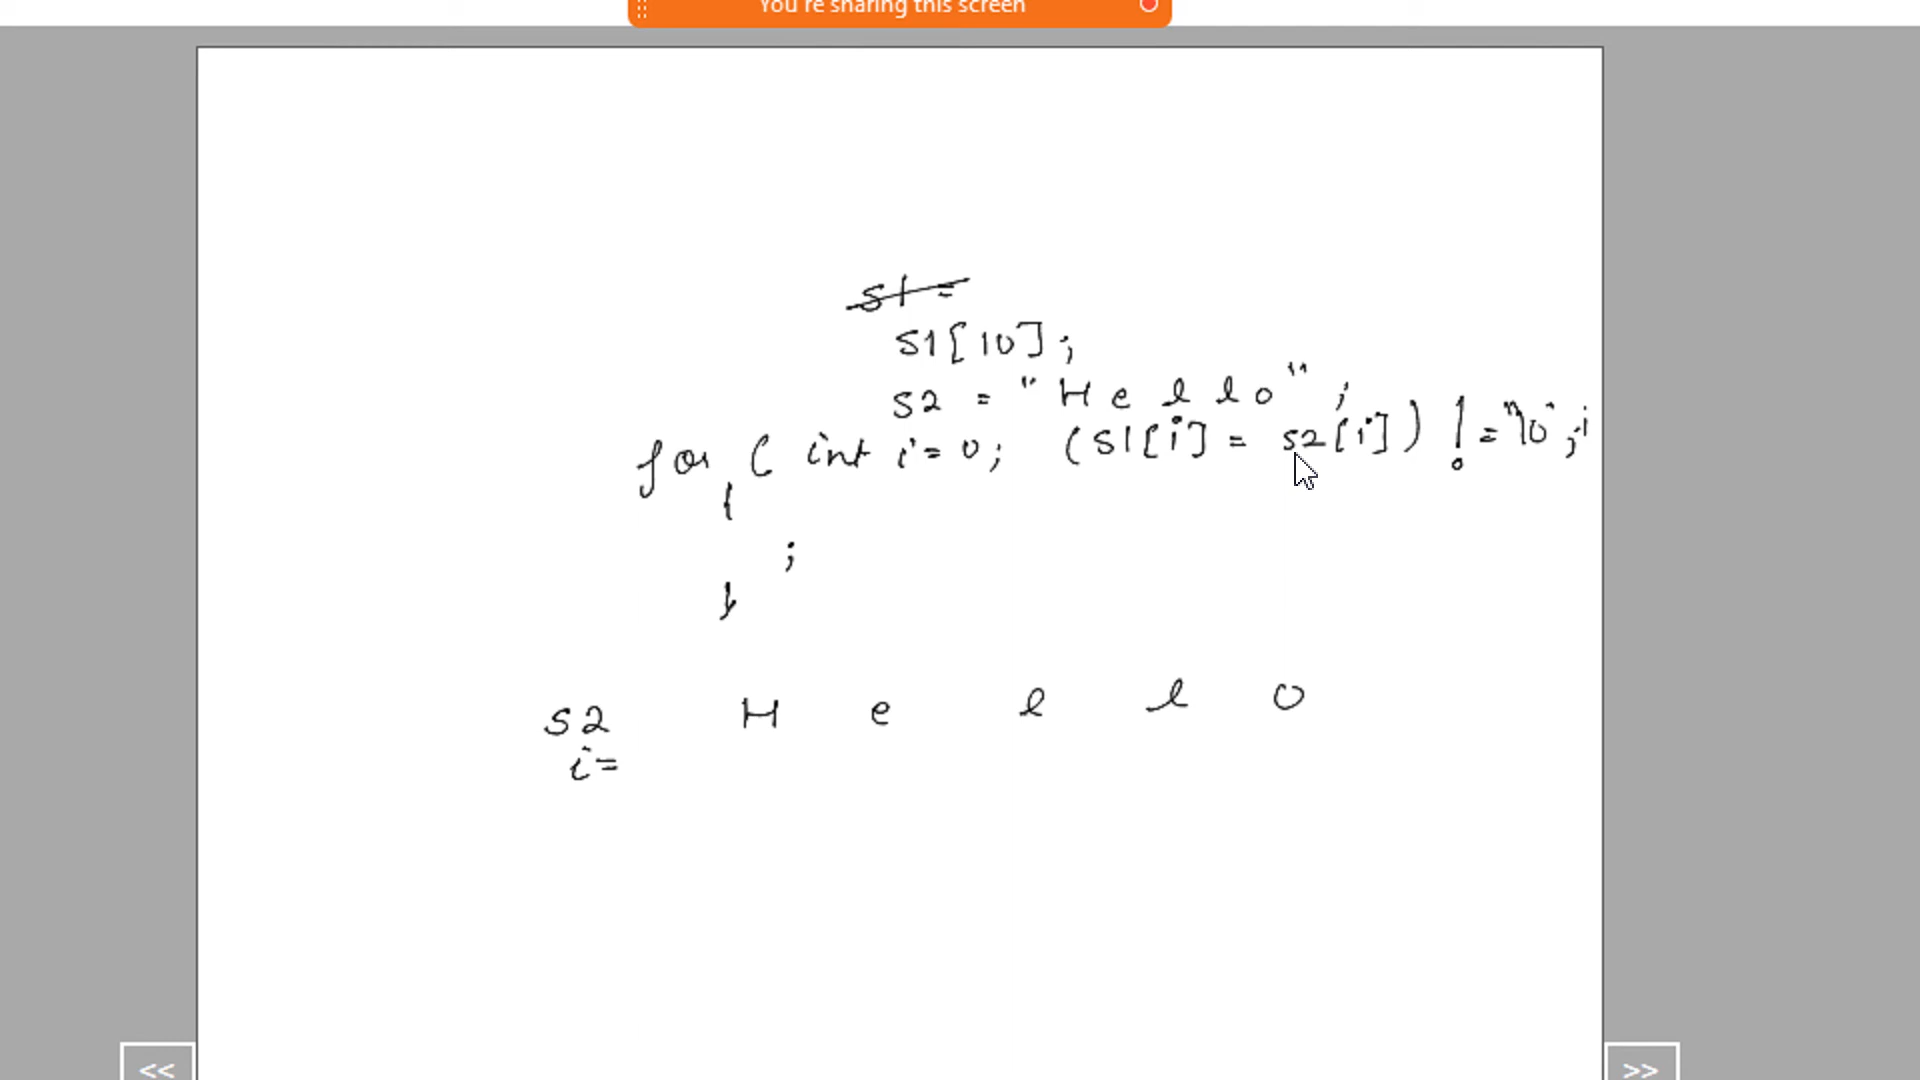 You're sharing this screen
s1 =
s1[10];
s2 = "Hello";
for ( int i=0; (s1[i] = s2[i]) != "\0"; i
{
;
}
s2 H e l l o
i=
<< >>